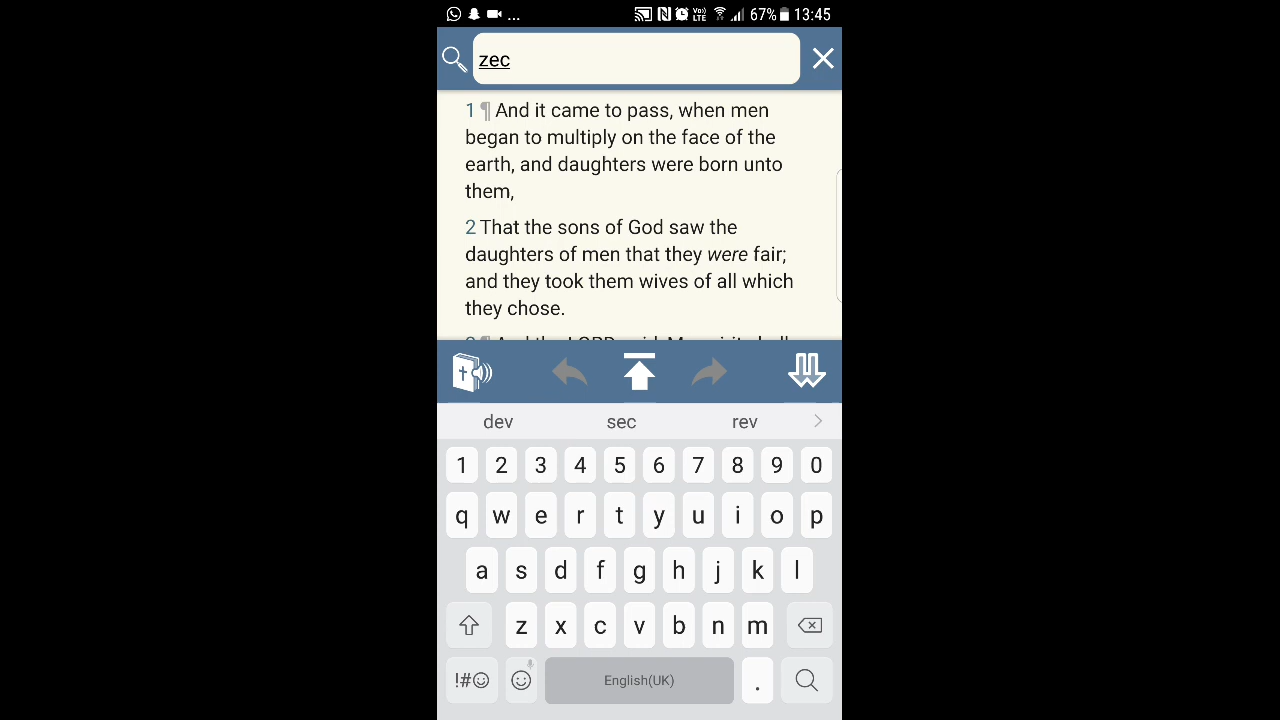 ... VoD LTE 67% 13:45
zec
1 ¶ And it came to pass, when men
began to multiply on the face of the
earth, and daughters were born unto
them,
2 That the sons of God saw the
daughters of men that they were fair;
and they took them wives of all which
they chose.
dev sec rev
1 2 3 4 5 6 7 8 9 0
q w e r t y u i o p
a s d f g h j k l
z x c v b n m
!#☺ English(UK) .